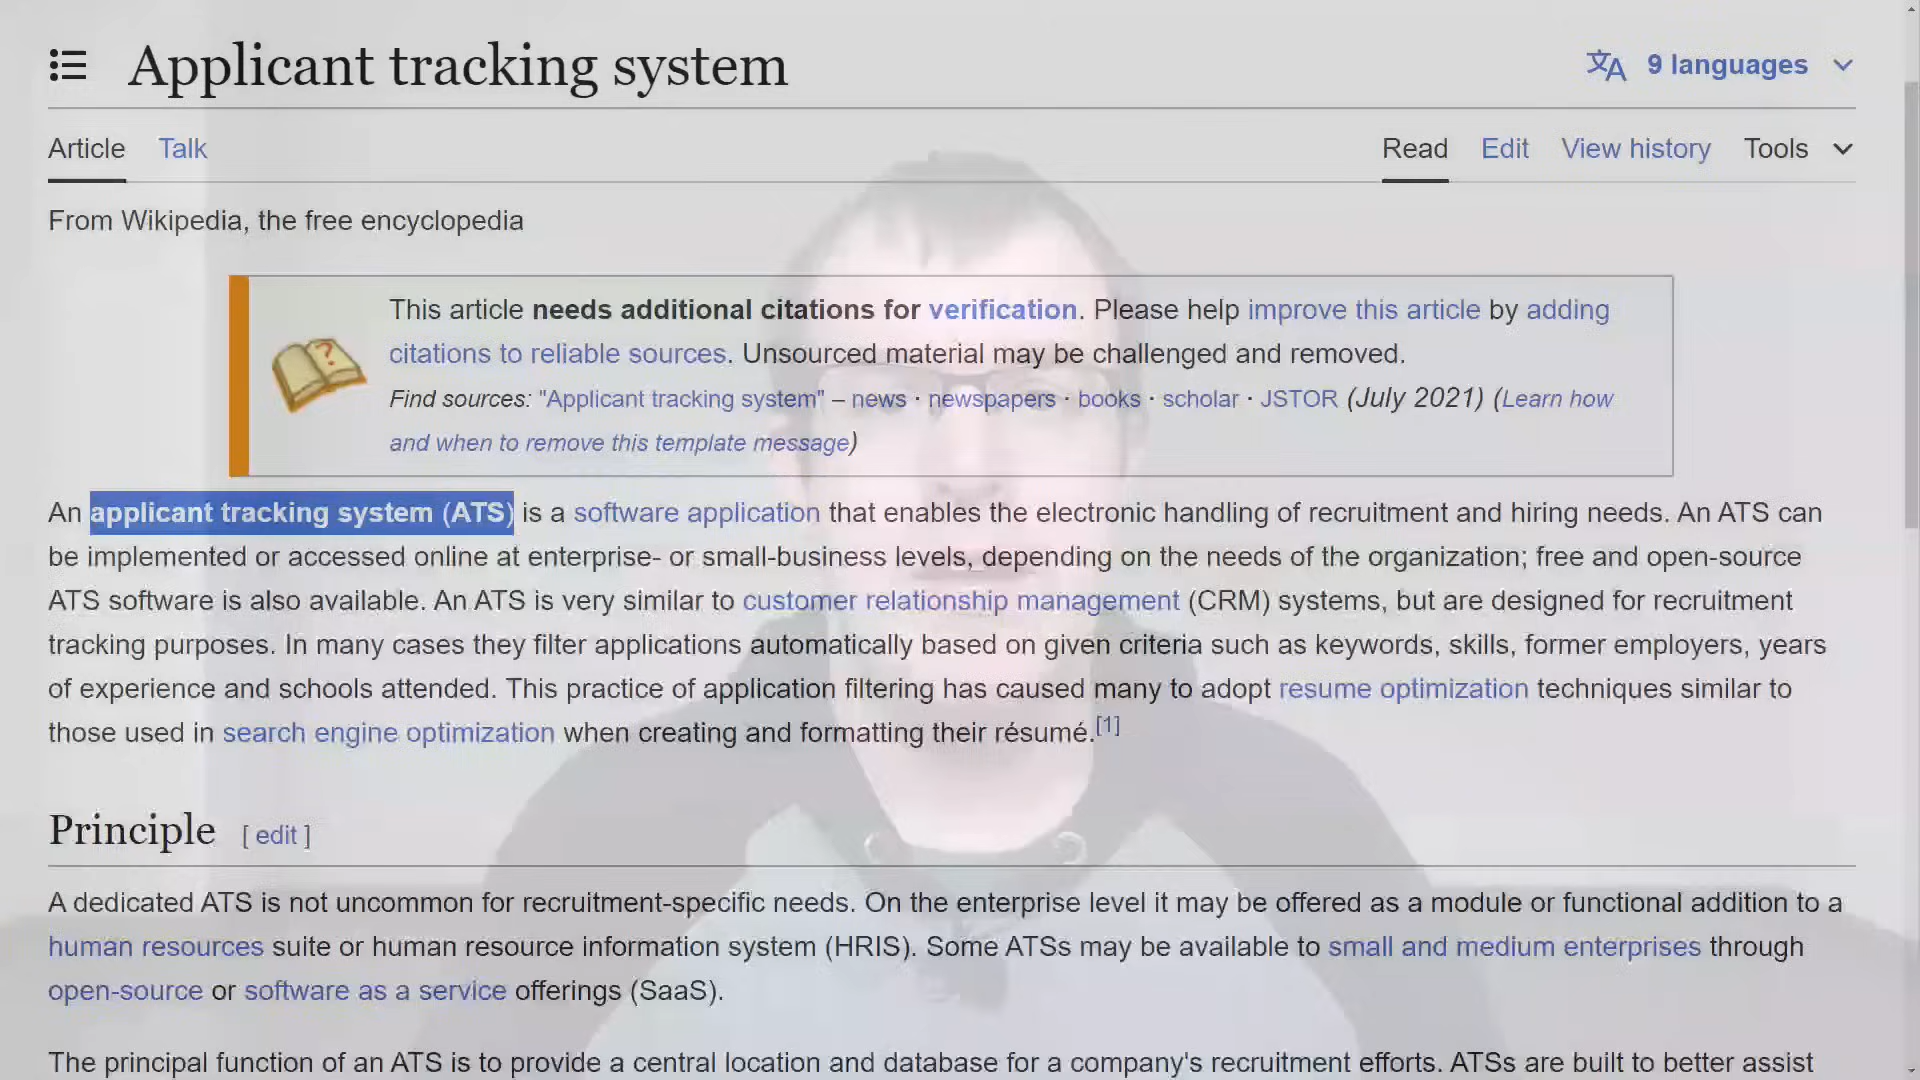 Applicant tracking system
9 languages
Article Talk
Read Edit View history Tools
From Wikipedia, the free encyclopedia
This article needs additional citations for verification. Please help improve this article by adding
citations to reliable sources. Unsourced material may be challenged and removed.
Find sources: "Applicant tracking system" – news · newspapers · books · scholar · JSTOR (July 2021) (Learn how
and when to remove this template message)
An applicant tracking system (ATS) is a software application that enables the electronic handling of recruitment and hiring needs. An ATS can
be implemented or accessed online at enterprise- or small-business levels, depending on the needs of the organization; free and open-source
ATS software is also available. An ATS is very similar to customer relationship management (CRM) systems, but are designed for recruitment
tracking purposes. In many cases they filter applications automatically based on given criteria such as keywords, skills, former employers, years
of experience and schools attended. This practice of application filtering has caused many to adopt resume optimization techniques similar to
those used in search engine optimization when creating and formatting their résumé.[1]
Principle [ edit ]
A dedicated ATS is not uncommon for recruitment-specific needs. On the enterprise level it may be offered as a module or functional addition to a
human resources suite or human resource information system (HRIS). Some ATSs may be available to small and medium enterprises through
open-source or software as a service offerings (SaaS).
The principal function of an ATS is to provide a central location and database for a company's recruitment efforts. ATSs are built to better assist